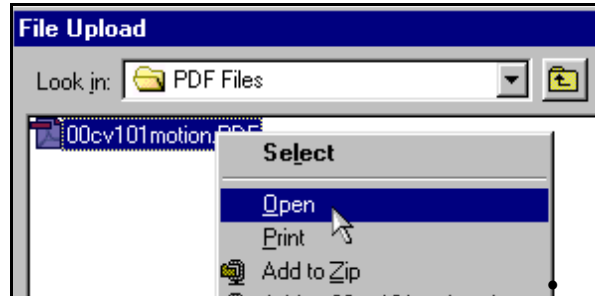 File Upload
Look in: PDF Files
00cv101motion.PDF
Select
Open
Print
Add to Zip